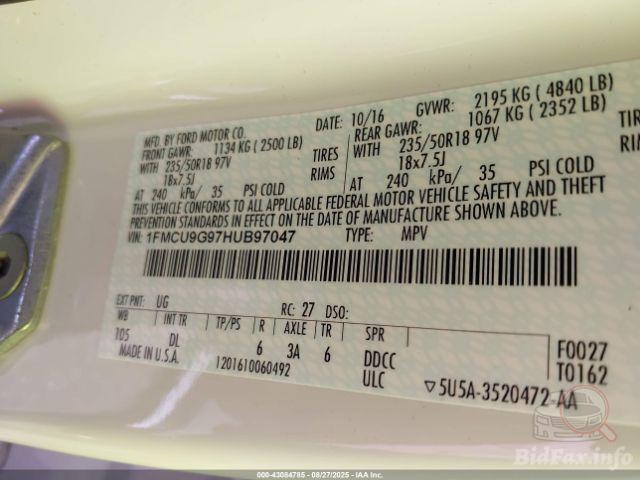 DATE: 10/16 GVWR: 2195 KG ( 4840 LB)
MFD. BY FORD MOTOR CO.
FRONT GAWR: 1134 KG ( 2500 LB) REAR GAWR: 1067 KG ( 2352 LB)
WITH 235/50R18 97V TIRES WITH 235/50R18 97V TIRES
18x7.5J RIMS 18x7.5J RIMS
AT 240 kPa/ 35 PSI COLD AT 240 kPa/ 35 PSI COLD
THIS VEHICLE CONFORMS TO ALL APPLICABLE FEDERAL MOTOR VEHICLE SAFETY AND THEFT
PREVENTION STANDARDS IN EFFECT ON THE DATE OF MANUFACTURE SHOWN ABOVE.
VIN: 1FMCU9G97HUB97047 TYPE: MPV
EXT PNT: UG RC: 27 DSO:
WB INT TR TP/PS R AXLE TR SPR
105 DL 6 3A 6 DDCC F0027
MADE IN U.S.A. 1201610060492 ULC ▽5U5A-3520472-AA T0162
BidFax.info
000-43084785 - 08/27/2025 - IAA Inc.